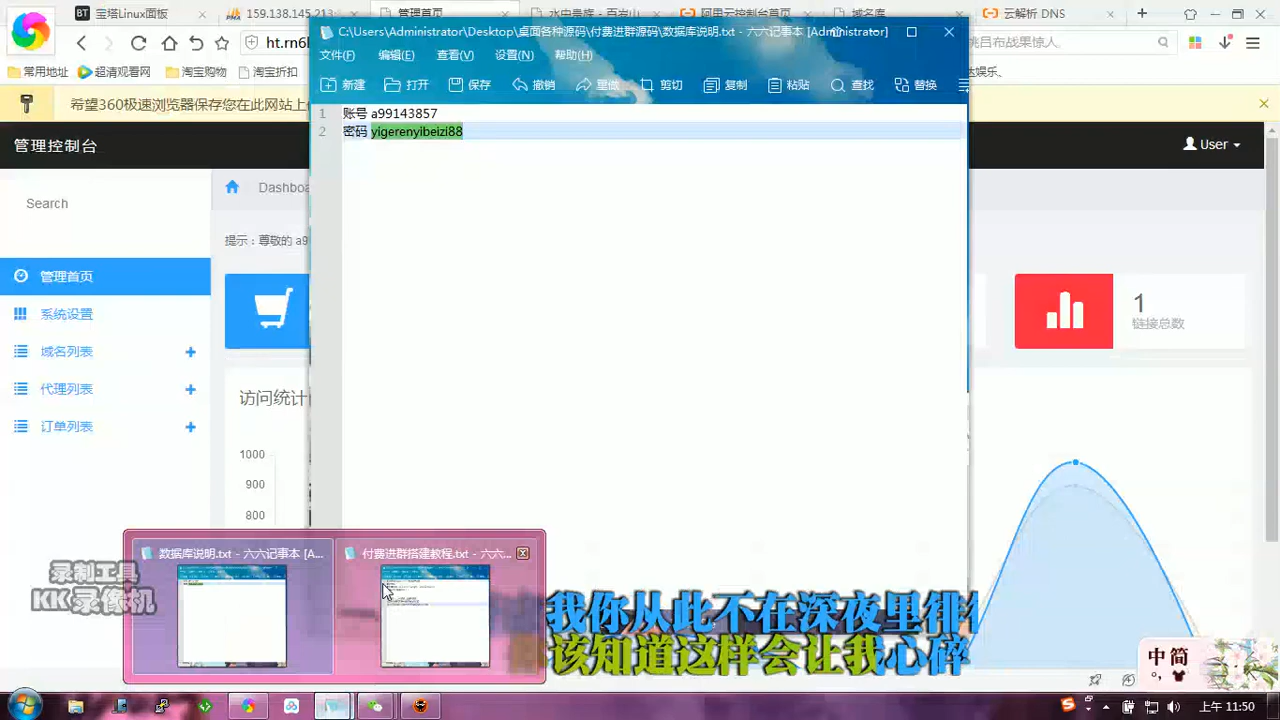 宝塔Linux面板
159.138.145.213
管理首页
水中贵族 - 百岁山
阿里云控制台首页
域名库
云解析 DNS
C:\Users\Administrator\Desktop\桌面各种源码\付费进群源码\数据库说明.txt - 六六记事本 [Administrator]
文件(F)
编辑(E)
查看(V)
设置(N)
帮助(H)
新建
打开
保存
撤销
重做
剪切
复制
粘贴
查找
替换
常用地址
超清观看网
淘宝购物
淘宝折扣
希望360极速浏览器保存您在此网站上
1 账号 a99143857
2 密码 yigerenyibeizi88
管理控制台
User
Search
Dashboa
提示：尊敬的 a9
管理首页
系统设置
域名列表
代理列表
订单列表
1
链接总数
访问统计
1000
900
800
数据库说明.txt - 六六记事本 [A...
付费进群搭建教程.txt - 六六...
录制工具
KK录像机
我你从此不在深夜里徘徊
该知道这样会让我心碎
中简
上午 11:50